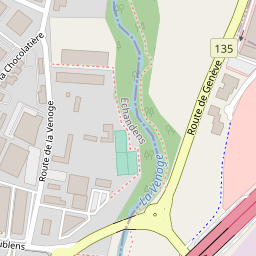 135
a Chocolatière
Route de la Venoge
Echandens
Route de Genève
La Venoge
ublens